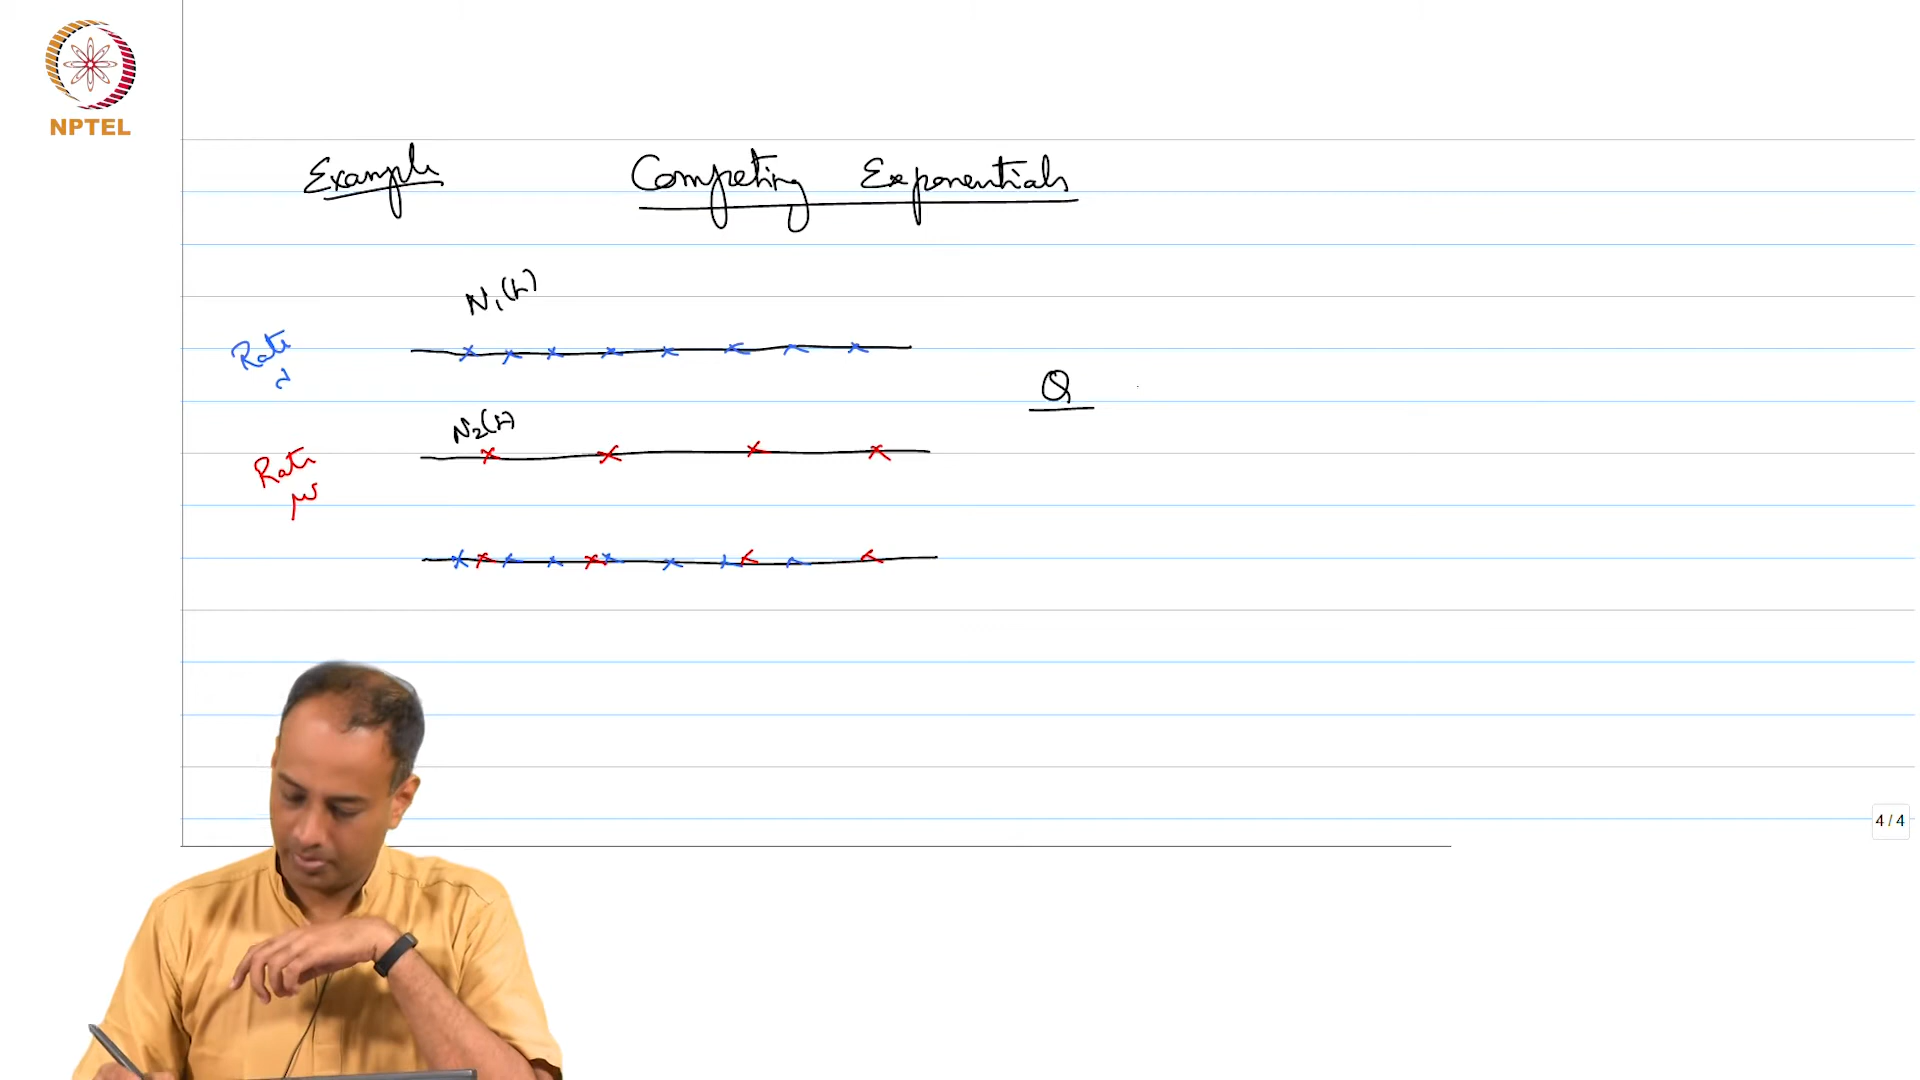 NPTEL
Example Competing Exponentials
N₁(t)
Rate
λ
Q
N₂(t)
Rate
μ
4 / 4